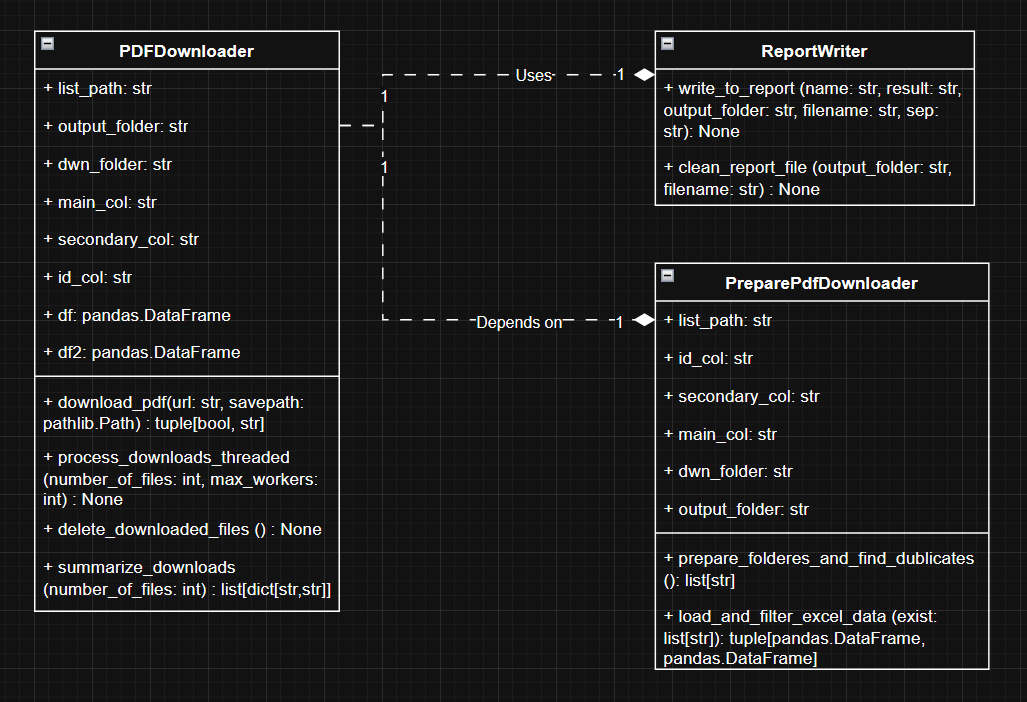 PDFDownloader
+ list_path: str
+ output_folder: str
+ dwn_folder: str
+ main_col: str
+ secondary_col: str
+ id_col: str
+ df: pandas.DataFrame
+ df2: pandas.DataFrame
+ download_pdf(url: str, savepath:
pathlib.Path) : tuple[bool, str]
+ process_downloads_threaded
(number_of_files: int, max_workers:
int) : None
+ delete_downloaded_files () : None
+ summarize_downloads
(number_of_files: int) : list[dict[str,str]]
Uses
1
1
1
Depends on
1
ReportWriter
+ write_to_report (name: str, result: str,
output_folder: str, filename: str, sep:
str): None
+ clean_report_file (output_folder: str,
filename: str) : None
PreparePdfDownloader
+ list_path: str
+ id_col: str
+ secondary_col: str
+ main_col: str
+ dwn_folder: str
+ output_folder: str
+ prepare_folderes_and_find_dublicates
(): list[str]
+ load_and_filter_excel_data (exist:
list[str]): tuple[pandas.DataFrame,
pandas.DataFrame]